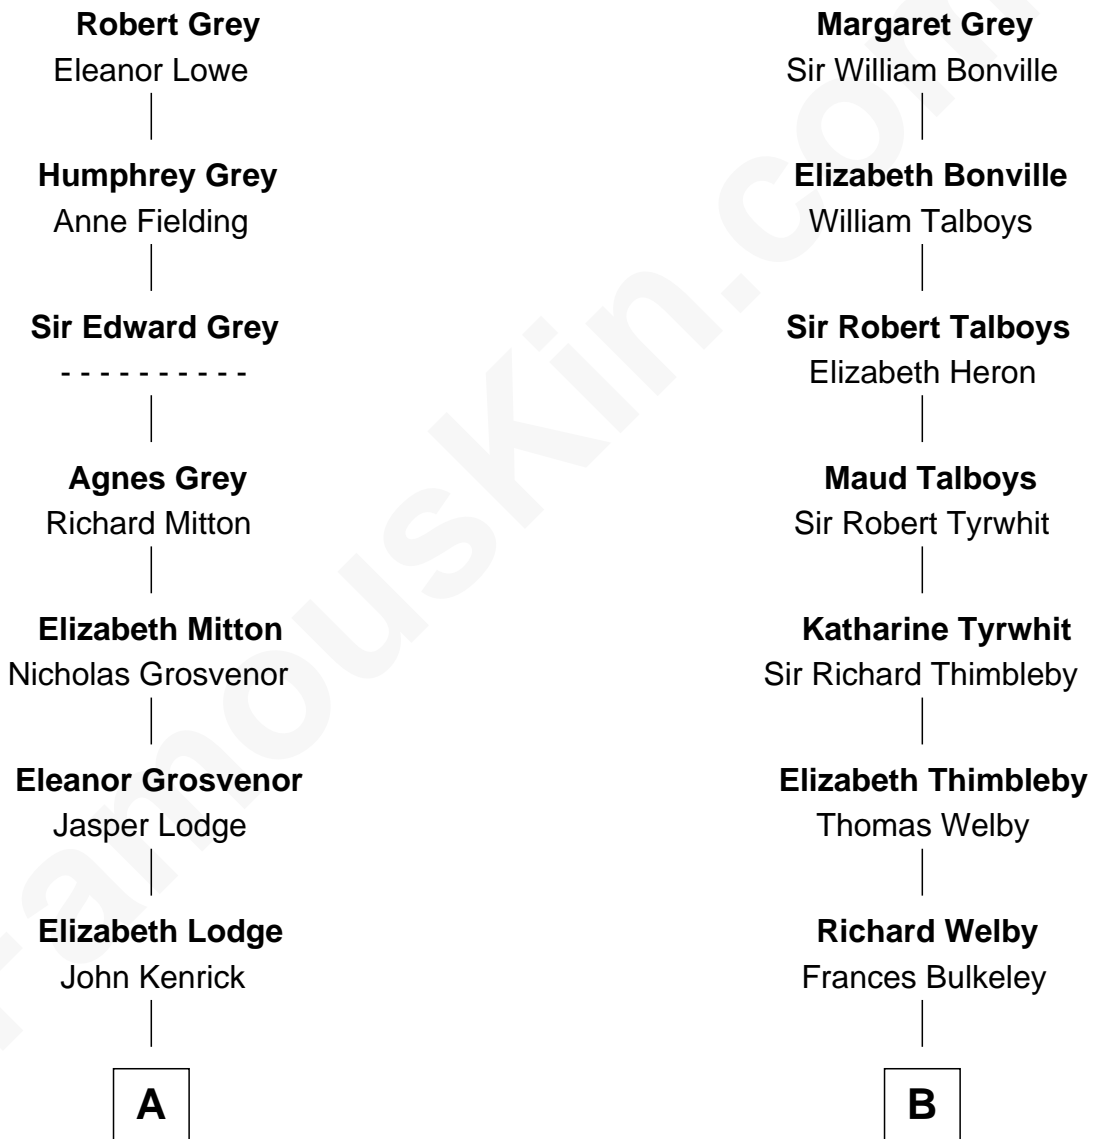 Robert Grey
Eleanor Lowe
Humphrey Grey
Anne Fielding
Sir Edward Grey
- - - - - - - - - -
Agnes Grey
Richard Mitton
Elizabeth Mitton
Nicholas Grosvenor
Eleanor Grosvenor
Jasper Lodge
Elizabeth Lodge
John Kenrick
A
Margaret Grey
Sir William Bonville
Elizabeth Bonville
William Talboys
Sir Robert Talboys
Elizabeth Heron
Maud Talboys
Sir Robert Tyrwhit
Katharine Tyrwhit
Sir Richard Thimbleby
Elizabeth Thimbleby
Thomas Welby
Richard Welby
Frances Bulkeley
B
FamousKin.com